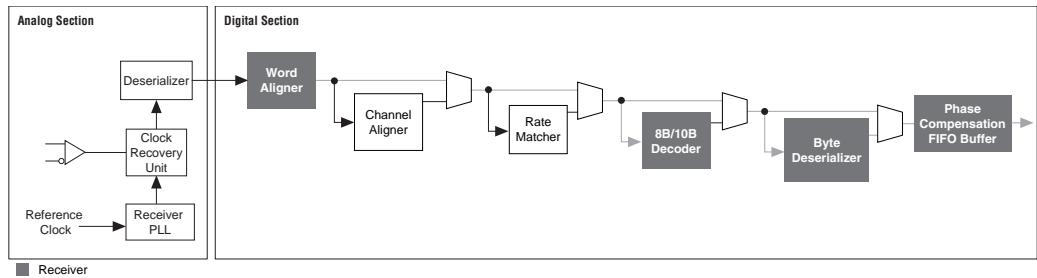 Analog Section
Digital Section
Deserializer
Clock
Recovery
Unit
Reference
Clock
Receiver
PLL
Word
Aligner
Channel
Aligner
Rate
Matcher
8B/10B
Decoder
Byte
Deserializer
Phase
Compensation
FIFO Buffer
Receiver